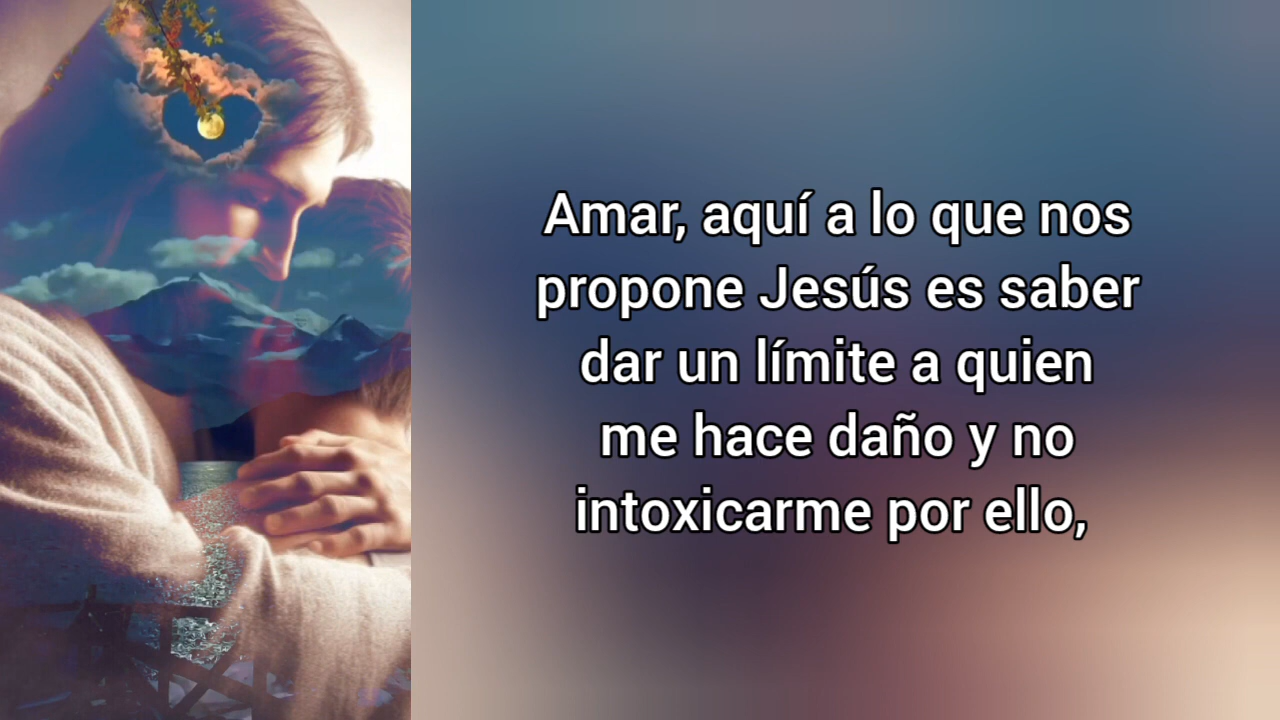 Amar, aquí a lo que nos
propone Jesús es saber
dar un límite a quien
me hace daño y no
intoxicarme por ello,